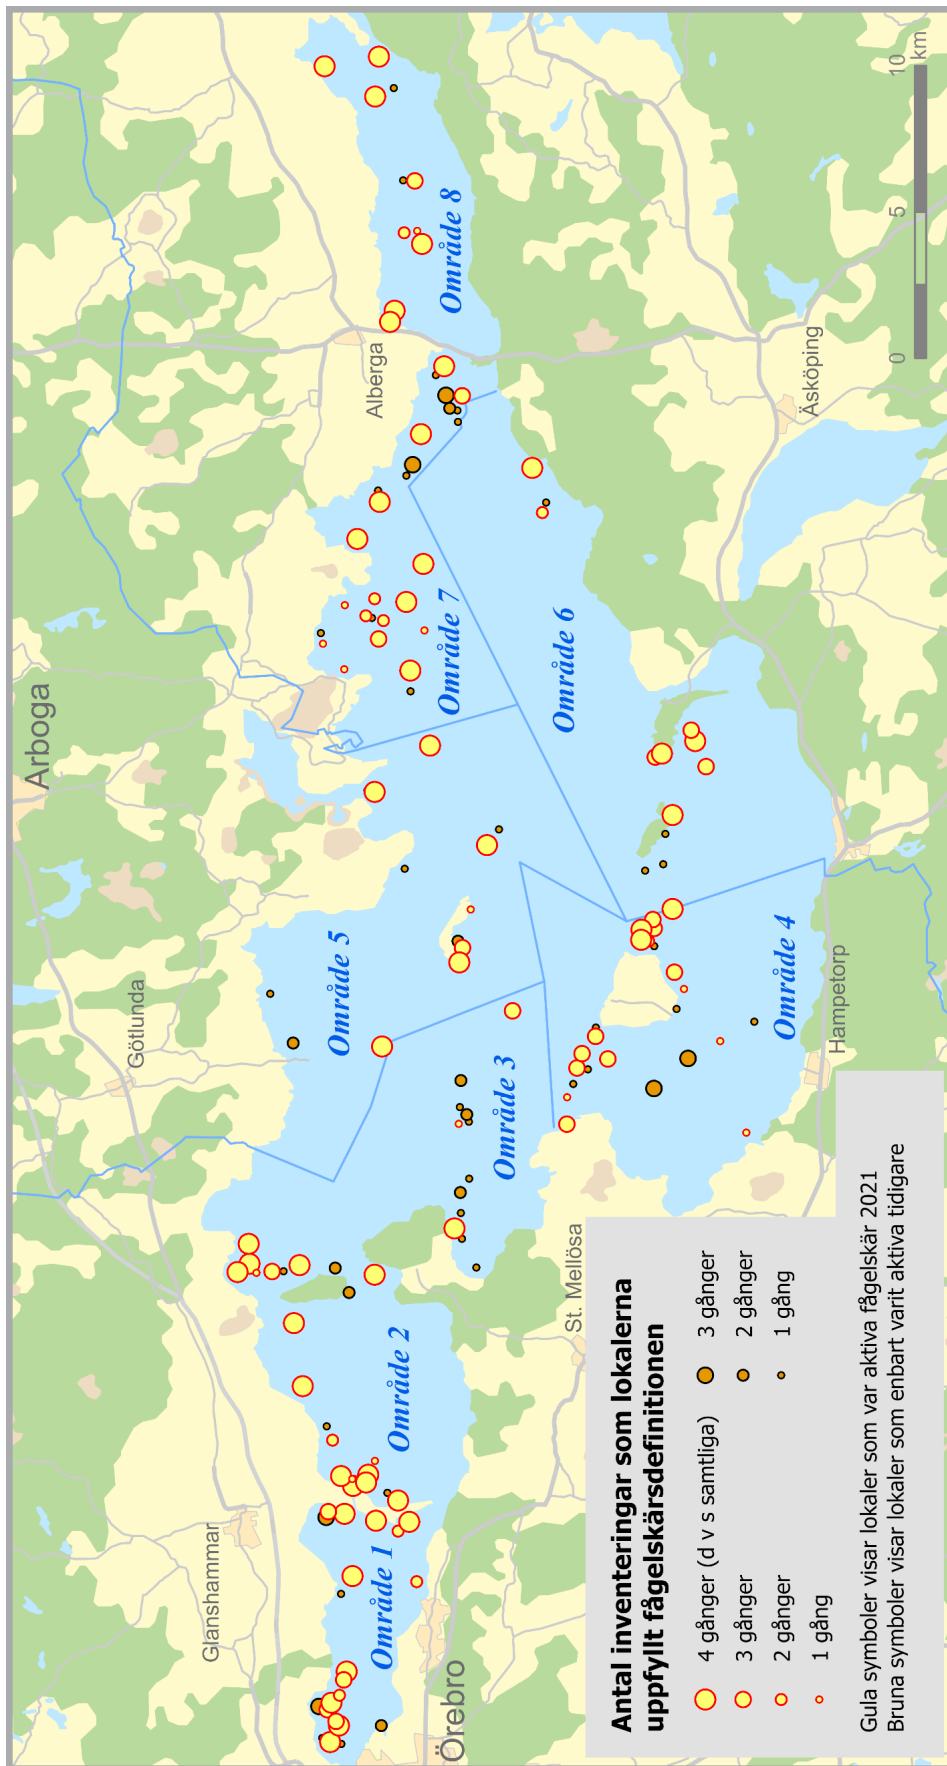 Arboga
Götlunda
Glanshammar
Örebro
Alberga
Äsköping
Hampetorp
St. Mellösa
Område 1
Område 2
Område 3
Område 4
Område 5
Område 6
Område 7
Område 8
0 5 10
km
Antal inventeringar som lokalerna
uppfyllt fågelskärsdefinitionen
4 gånger (d v s samtliga)
3 gånger
2 gånger
1 gång
3 gånger
2 gånger
1 gång
Gula symboler visar lokaler som var aktiva fågelskär 2021
Bruna symboler visar lokaler som enbart varit aktiva tidigare